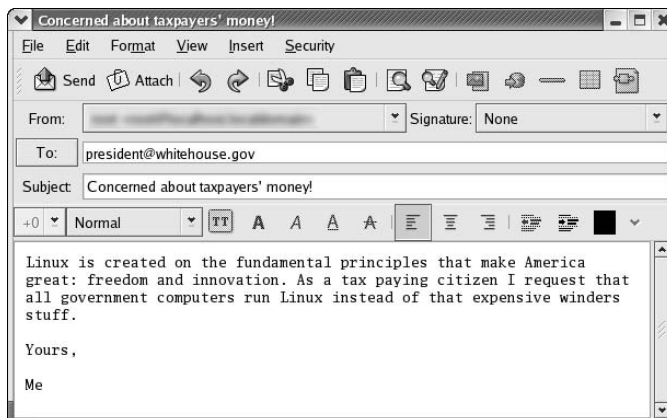 Concerned about taxpayers' money!
File Edit Format View Insert Security
Send Attach
From: Signature: None
To: president@whitehouse.gov
Subject: Concerned about taxpayers' money!
+0 Normal TT A A A A
Linux is created on the fundamental principles that make America
great: freedom and innovation. As a tax paying citizen I request that
all government computers run Linux instead of that expensive winders
stuff.
Yours,
Me